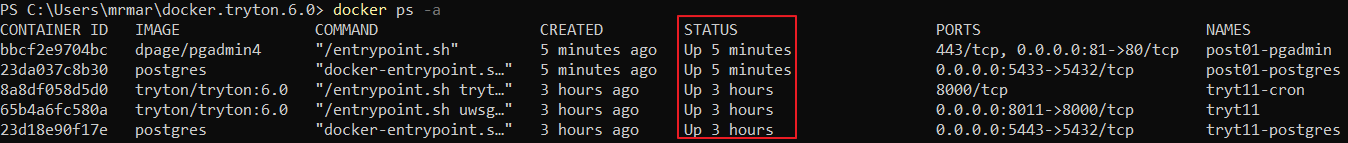 PS C:\Users\mrmar\docker.tryton.6.0> docker ps -a
CONTAINER ID IMAGE COMMAND CREATED STATUS PORTS NAMES
bbcf2e9704bc dpage/pgadmin4 "/entrypoint.sh" 5 minutes ago Up 5 minutes 443/tcp, 0.0.0.0:81->80/tcp post01-pgadmin
23da037c8b30 postgres "docker-entrypoint.s…" 5 minutes ago Up 5 minutes 0.0.0.0:5433->5432/tcp post01-postgres
8a8df058d5d0 tryton/tryton:6.0 "/entrypoint.sh tryt…" 3 hours ago Up 3 hours 8000/tcp tryt11-cron
65b4a6fc580a tryton/tryton:6.0 "/entrypoint.sh uwsg…" 3 hours ago Up 3 hours 0.0.0.0:8011->8000/tcp tryt11
23d18e90f17e postgres "docker-entrypoint.s…" 3 hours ago Up 3 hours 0.0.0.0:5443->5432/tcp tryt11-postgres